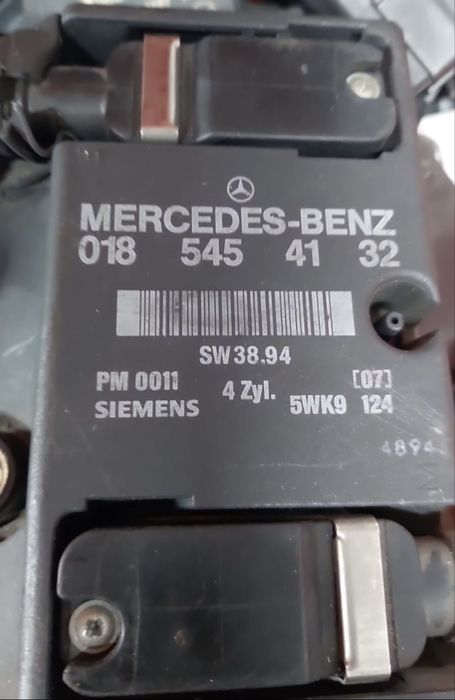 MERCEDES-BENZ
018 545 41 32
SW38.94
PM 0011 4 Zyl. [07]
SIEMENS 5WK9 124
4894
M